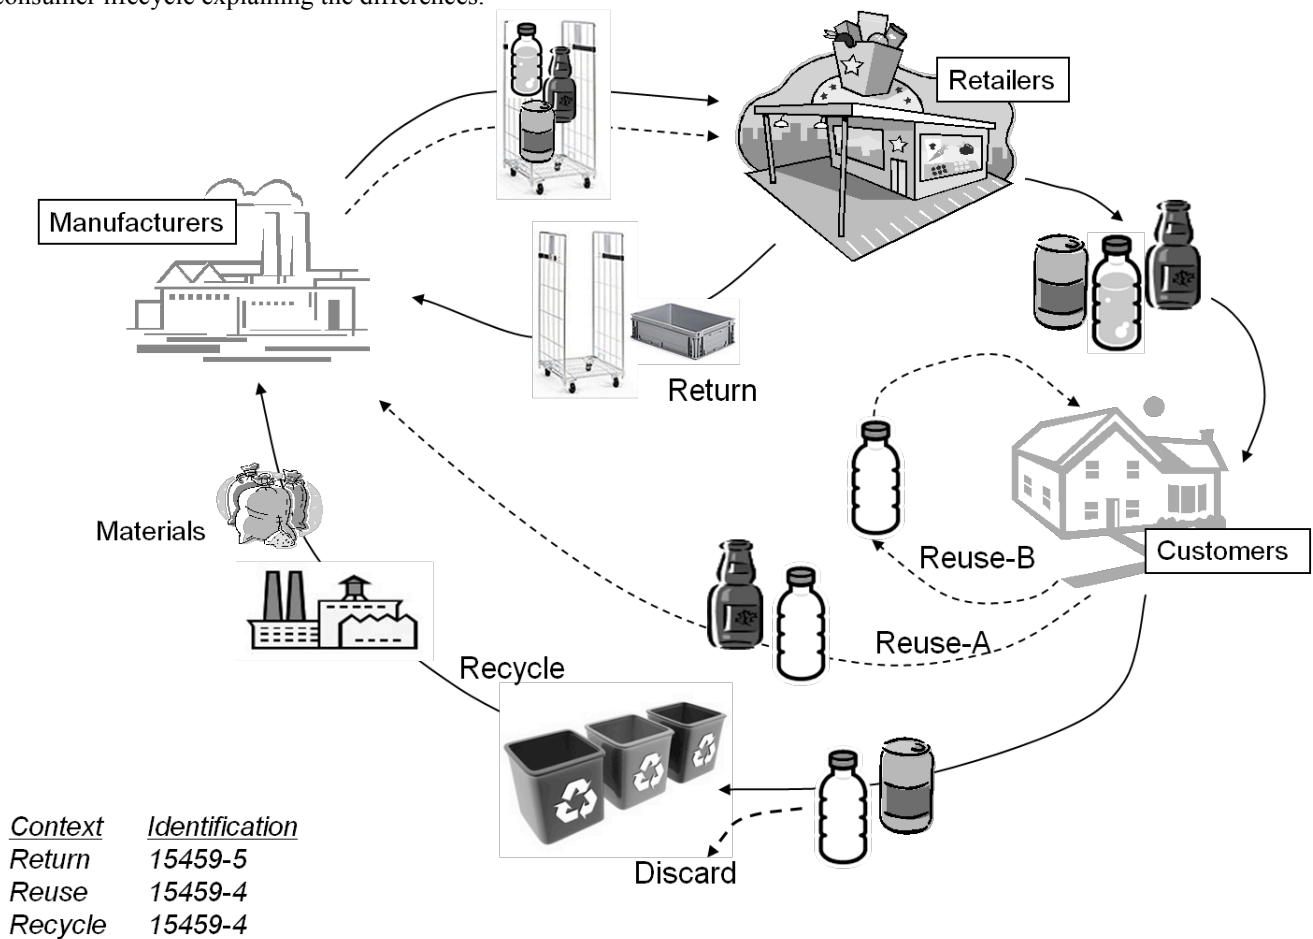 consumer lifecycle explaining the differences.
Retailers
Manufacturers
Return
Materials
Reuse-B
Customers
Reuse-A
Recycle
Discard
Context Identification
Return 15459-5
Reuse 15459-4
Recycle 15459-4